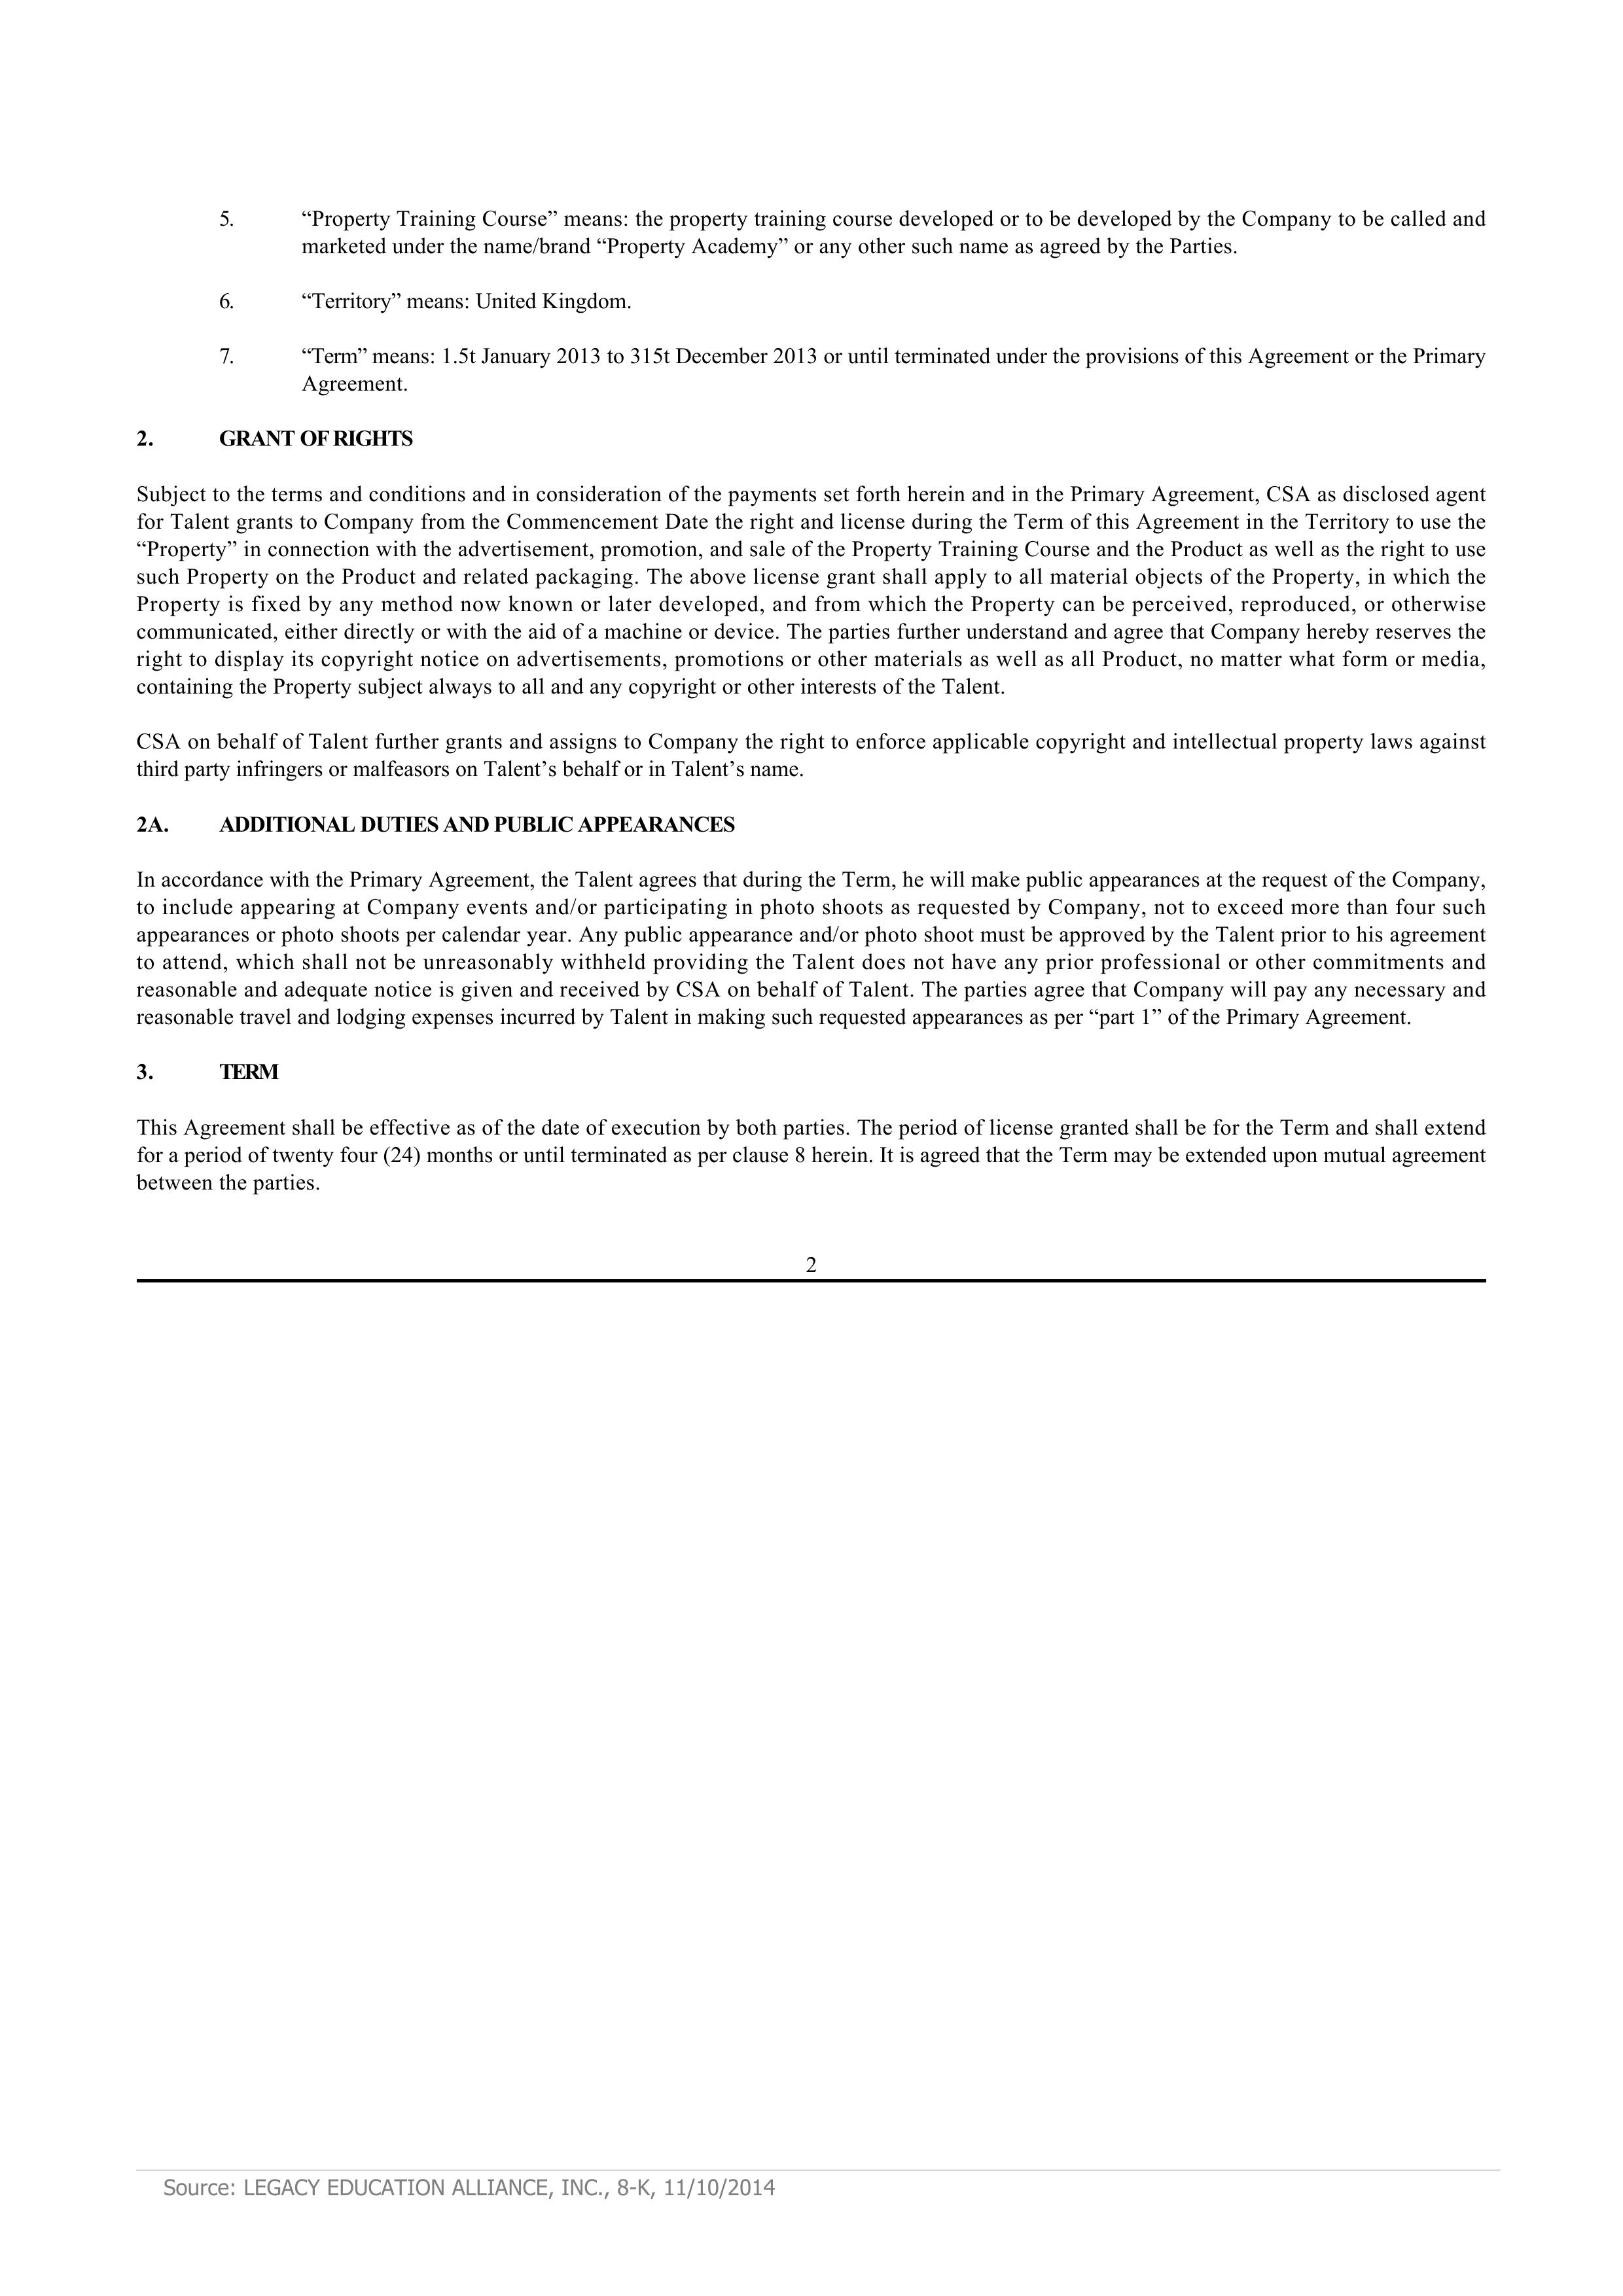 5. “Property Training Course” means: the property training course developed or to be developed by the Company to be called and
marketed under the name/brand “Property Academy” or any other such name as agreed by the Parties.
6. “Territory” means: United Kingdom.
7. “Term” means: 1.5t January 2013 to 315t December 2013 or until terminated under the provisions of this Agreement or the Primary
Agreement.
2. GRANT OF RIGHTS
Subject to the terms and conditions and in consideration of the payments set forth herein and in the Primary Agreement, CSA as disclosed agent
for Talent grants to Company from the Commencement Date the right and license during the Term of this Agreement in the Territory to use the
“Property” in connection with the advertisement, promotion, and sale of the Property Training Course and the Product as well as the right to use
such Property on the Product and related packaging. The above license grant shall apply to all material objects of the Property, in which the
Property is fixed by any method now known or later developed, and from which the Property can be perceived, reproduced, or otherwise
communicated, either directly or with the aid of a machine or device. The parties further understand and agree that Company hereby reserves the
right to display its copyright notice on advertisements, promotions or other materials as well as all Product, no matter what form or media,
containing the Property subject always to all and any copyright or other interests of the Talent.
CSA on behalf of Talent further grants and assigns to Company the right to enforce applicable copyright and intellectual property laws against
third party infringers or malfeasors on Talent’s behalf or in Talent’s name.
2A. ADDITIONAL DUTIES AND PUBLIC APPEARANCES
In accordance with the Primary Agreement, the Talent agrees that during the Term, he will make public appearances at the request of the Company,
to include appearing at Company events and/or participating in photo shoots as requested by Company, not to exceed more than four such
appearances or photo shoots per calendar year. Any public appearance and/or photo shoot must be approved by the Talent prior to his agreement
to attend, which shall not be unreasonably withheld providing the Talent does not have any prior professional or other commitments and
reasonable and adequate notice is given and received by CSA on behalf of Talent. The parties agree that Company will pay any necessary and
reasonable travel and lodging expenses incurred by Talent in making such requested appearances as per “part 1” of the Primary Agreement.
3. TERM
This Agreement shall be effective as of the date of execution by both parties. The period of license granted shall be for the Term and shall extend
for a period of twenty four (24) months or until terminated as per clause 8 herein. It is agreed that the Term may be extended upon mutual agreement
between the parties.
2
Source: LEGACY EDUCATION ALLIANCE, INC., 8-K, 11/10/2014